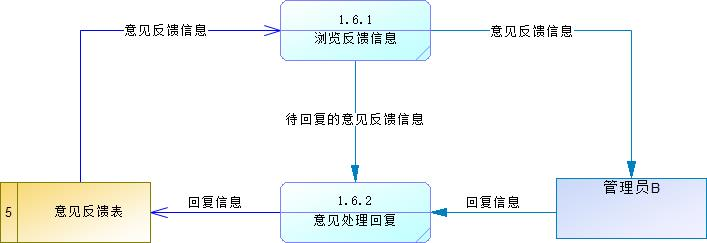 1.6.1
浏览反馈信息
意见反馈信息
意见反馈信息
待回复的意见反馈信息
5
意见反馈表
回复信息
1.6.2
意见处理回复
回复信息
管理员B